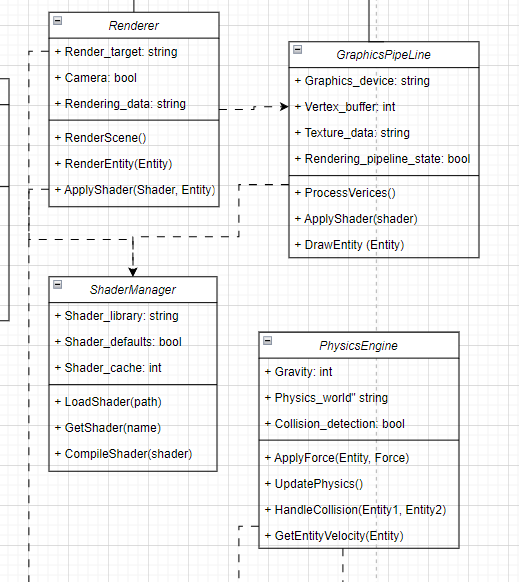 Renderer
+ Render_target: string
+ Camera: bool
+ Rendering_data: string
+ RenderScene()
+ RenderEntity(Entity)
+ ApplyShader(Shader, Entity)
GraphicsPipeLine
+ Graphics_device: string
+ Vertex_buffer: int
+ Texture_data: string
+ Rendering_pipeline_state: bool
+ ProcessVerices()
+ ApplyShader(shader)
+ DrawEntity (Entity)
ShaderManager
+ Shader_library: string
+ Shader_defaults: bool
+ Shader_cache: int
+ LoadShader(path)
+ GetShader(name)
+ CompileShader(shader)
PhysicsEngine
+ Gravity: int
+ Physics_world" string
+ Collision_detection: bool
+ ApplyForce(Entity, Force)
+ UpdatePhysics()
+ HandleCollision(Entity1, Entity2)
+ GetEntityVelocity(Entity)